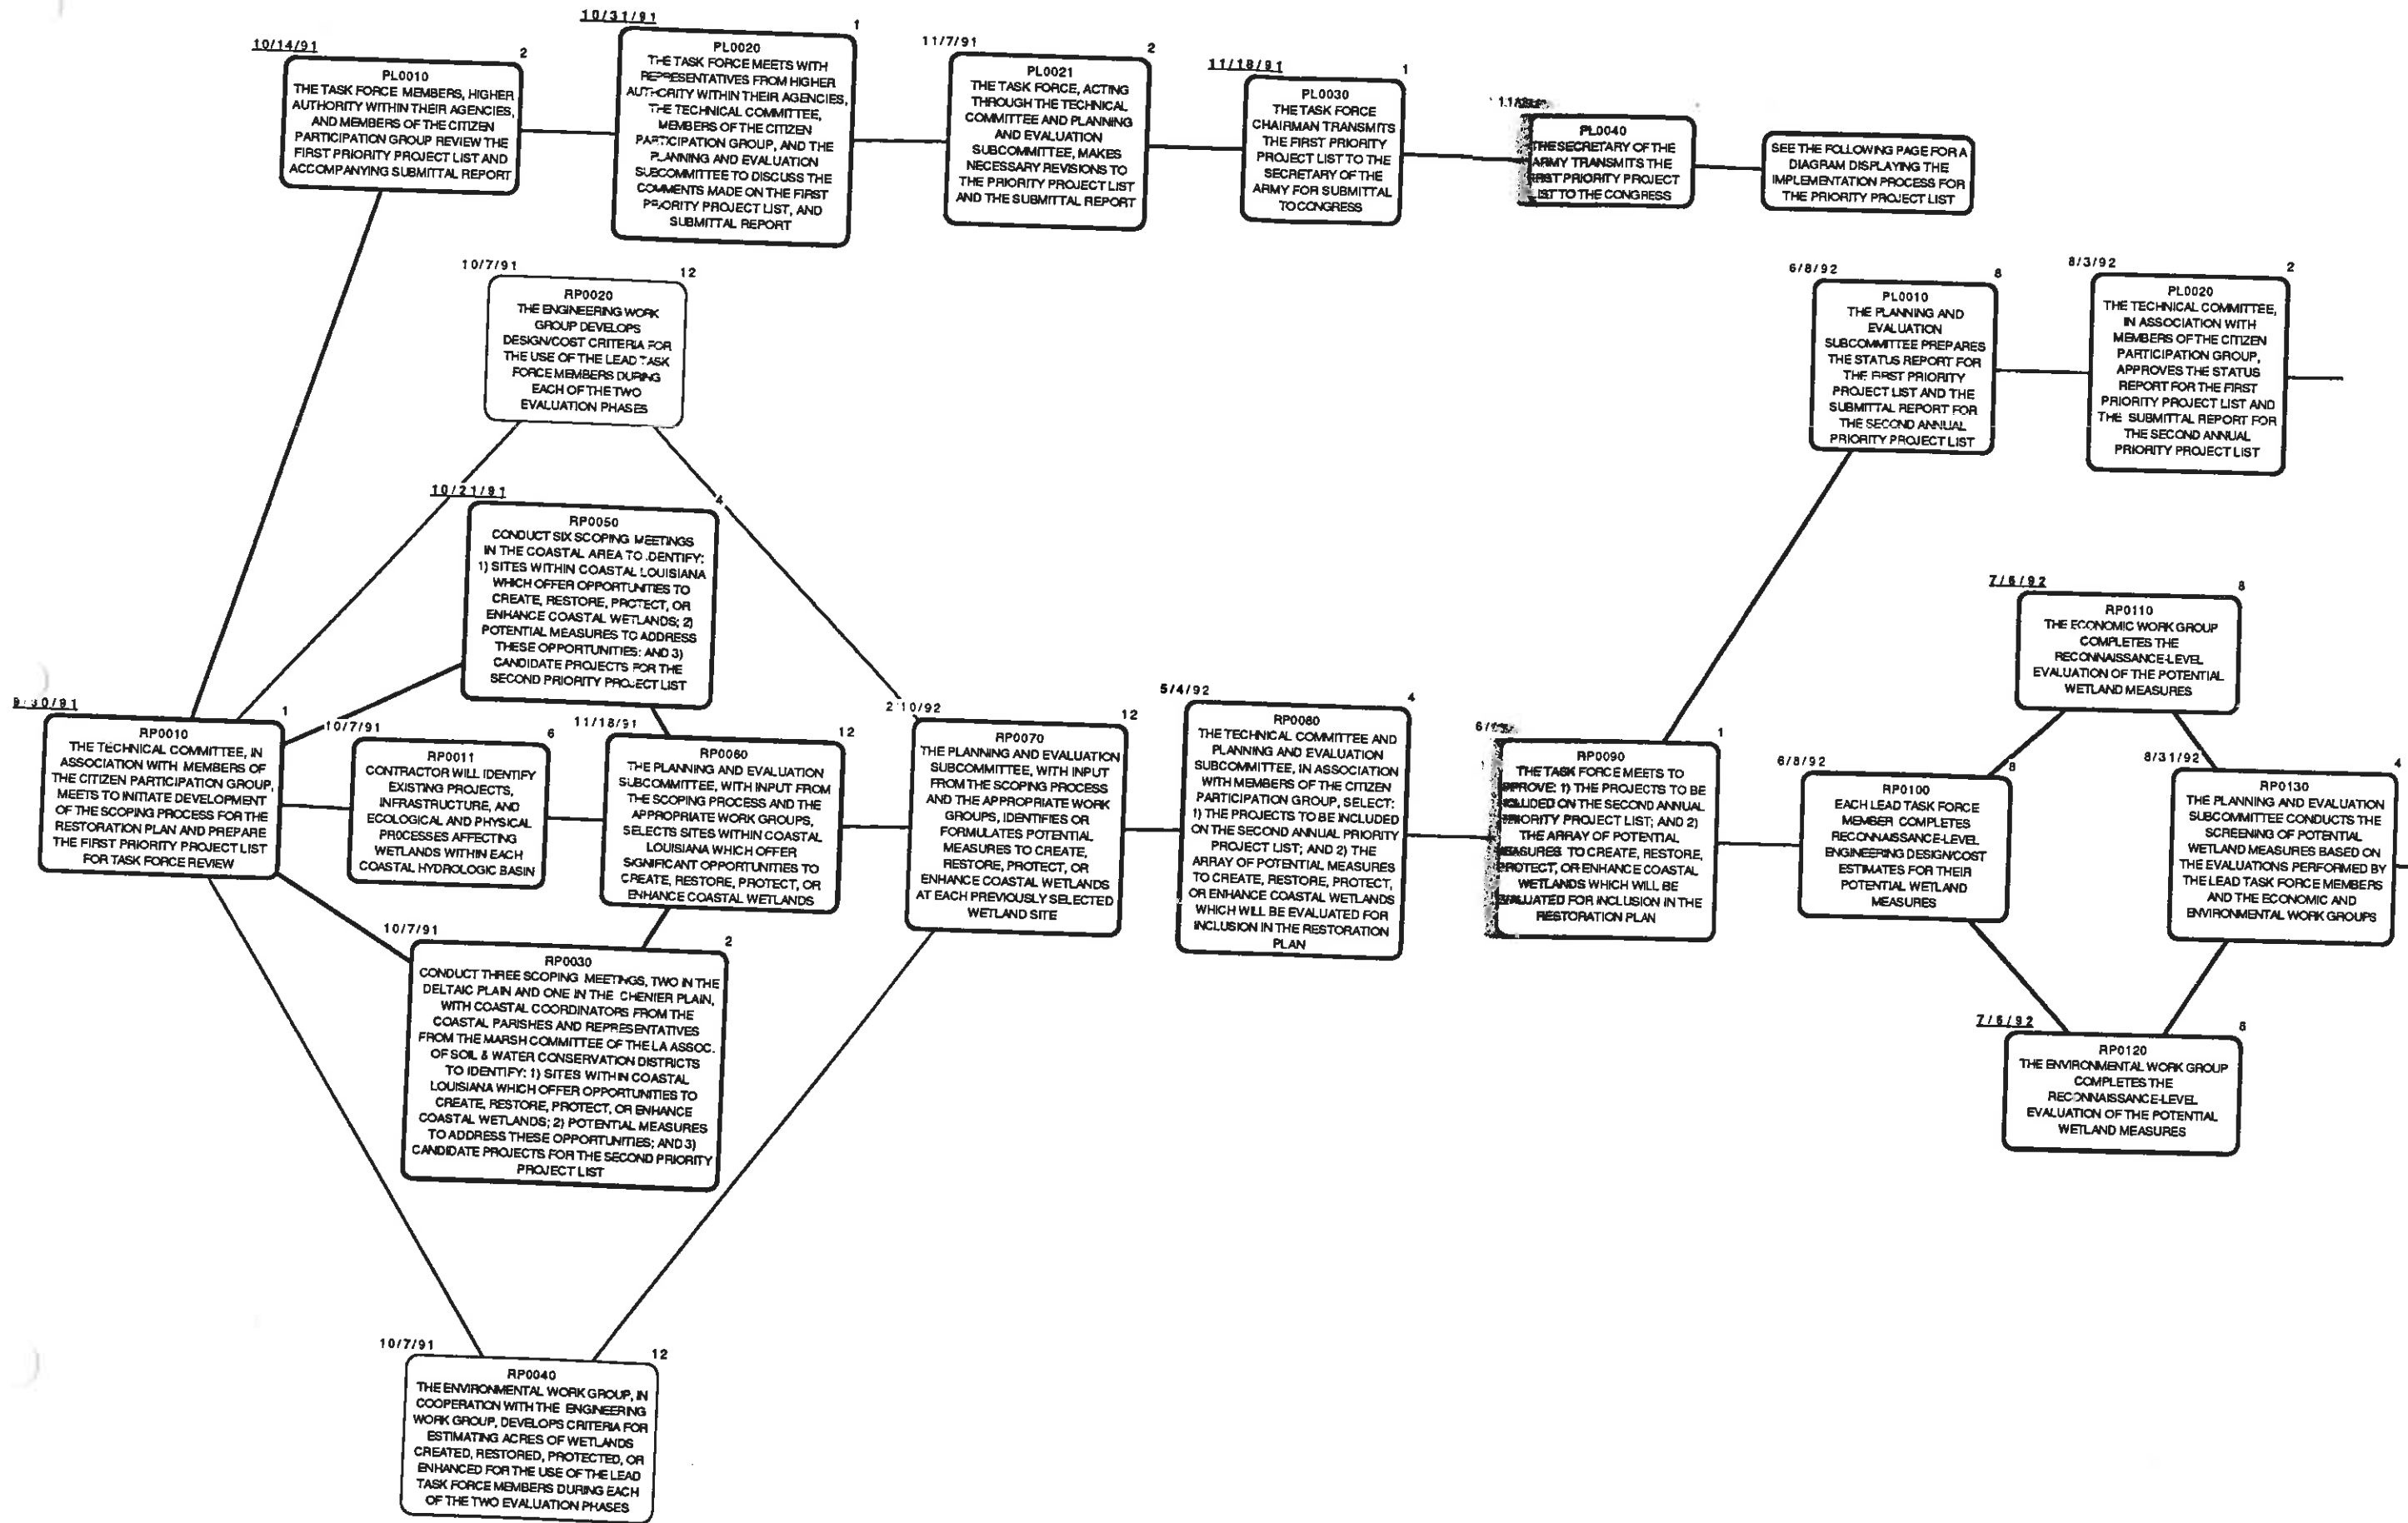 10/14/91
2
PL0010
THE TASK FORCE MEMBERS, HIGHER
AUTHORITY WITHIN THEIR AGENCIES,
AND MEMBERS OF THE CITIZEN
PARTICIPATION GROUP REVIEW THE
FIRST PRIORITY PROJECT LIST AND
ACCOMPANYING SUBMITTAL REPORT
10/31/91
1
PL0020
THE TASK FORCE MEETS WITH
REPRESENTATIVES FROM HIGHER
AUTHORITY WITHIN THEIR AGENCIES,
THE TECHNICAL COMMITTEE,
MEMBERS OF THE CITIZEN
PARTICIPATION GROUP, AND THE
PLANNING AND EVALUATION
SUBCOMMITTEE TO DISCUSS THE
COMMENTS MADE ON THE FIRST
PRIORITY PROJECT LIST, AND
SUBMITTAL REPORT
11/7/91
2
PL0021
THE TASK FORCE, ACTING
THROUGH THE TECHNICAL
COMMITTEE AND PLANNING
AND EVALUATION
SUBCOMMITTEE, MAKES
NECESSARY REVISIONS TO
THE PRIORITY PROJECT LIST
AND THE SUBMITTAL REPORT
11/18/91
1
PL0030
THE TASK FORCE
CHAIRMAN TRANSMITS
THE FIRST PRIORITY
PROJECT LIST TO THE
SECRETARY OF THE
ARMY FOR SUBMITTAL
TO CONGRESS
PL0040
THE SECRETARY OF THE
ARMY TRANSMITS THE
FIRST PRIORITY PROJECT
LIST TO THE CONGRESS
SEE THE FOLLOWING PAGE FOR A
DIAGRAM DISPLAYING THE
IMPLEMENTATION PROCESS FOR
THE PRIORITY PROJECT LIST
10/7/91
12
RP0020
THE ENGINEERING WORK
GROUP DEVELOPS
DESIGN/COST CRITERIA FOR
THE USE OF THE LEAD TASK
FORCE MEMBERS DURING
EACH OF THE TWO
EVALUATION PHASES
6/8/92
8
PL0010
THE PLANNING AND
EVALUATION
SUBCOMMITTEE PREPARES
THE STATUS REPORT FOR
THE FIRST PRIORITY
PROJECT LIST AND THE
SUBMITTAL REPORT FOR
THE SECOND ANNUAL
PRIORITY PROJECT LIST
8/3/92
2
PL0020
THE TECHNICAL COMMITTEE,
IN ASSOCIATION WITH
MEMBERS OF THE CITIZEN
PARTICIPATION GROUP,
APPROVES THE STATUS
REPORT FOR THE FIRST
PRIORITY PROJECT LIST AND
THE SUBMITTAL REPORT FOR
THE SECOND ANNUAL
PRIORITY PROJECT LIST
10/21/91
4
RP0050
CONDUCT SIX SCOPING MEETINGS
IN THE COASTAL AREA TO IDENTIFY:
1) SITES WITHIN COASTAL LOUISIANA
WHICH OFFER OPPORTUNITIES TO
CREATE, RESTORE, PROTECT, OR
ENHANCE COASTAL WETLANDS; 2)
POTENTIAL MEASURES TO ADDRESS
THESE OPPORTUNITIES: AND 3)
CANDIDATE PROJECTS FOR THE
SECOND PRIORITY PROJECT LIST
9/30/91
1
RP0010
THE TECHNICAL COMMITTEE, IN
ASSOCIATION WITH MEMBERS OF
THE CITIZEN PARTICIPATION GROUP,
MEETS TO INITIATE DEVELOPMENT
OF THE SCOPING PROCESS FOR THE
RESTORATION PLAN AND PREPARE
THE FIRST PRIORITY PROJECT LIST
FOR TASK FORCE REVIEW
10/7/91
6
RP0011
CONTRACTOR WILL IDENTIFY
EXISTING PROJECTS,
INFRASTRUCTURE, AND
ECOLOGICAL AND PHYSICAL
PROCESSES AFFECTING
WETLANDS WITHIN EACH
COASTAL HYDROLOGIC BASIN
11/18/91
12
RP0060
THE PLANNING AND EVALUATION
SUBCOMMITTEE, WITH INPUT FROM
THE SCOPING PROCESS AND THE
APPROPRIATE WORK GROUPS,
SELECTS SITES WITHIN COASTAL
LOUISIANA WHICH OFFER
SIGNIFICANT OPPORTUNITIES TO
CREATE, RESTORE, PROTECT, OR
ENHANCE COASTAL WETLANDS
2/10/92
12
RP0070
THE PLANNING AND EVALUATION
SUBCOMMITTEE, WITH INPUT
FROM THE SCOPING PROCESS
AND THE APPROPRIATE WORK
GROUPS, IDENTIFIES OR
FORMULATES POTENTIAL
MEASURES TO CREATE,
RESTORE, PROTECT, OR
ENHANCE COASTAL WETLANDS
AT EACH PREVIOUSLY SELECTED
WETLAND SITE
5/4/92
4
RP0080
THE TECHNICAL COMMITTEE AND
PLANNING AND EVALUATION
SUBCOMMITTEE, IN ASSOCIATION
WITH MEMBERS OF THE CITIZEN
PARTICIPATION GROUP, SELECT:
1) THE PROJECTS TO BE INCLUDED
ON THE SECOND ANNUAL PRIORITY
PROJECT LIST; AND 2) THE
ARRAY OF POTENTIAL MEASURES
TO CREATE, RESTORE, PROTECT,
OR ENHANCE COASTAL WETLANDS
WHICH WILL BE EVALUATED FOR
INCLUSION IN THE RESTORATION
PLAN
1
RP0090
THE TASK FORCE MEETS TO
APPROVE: 1) THE PROJECTS TO BE
INCLUDED ON THE SECOND ANNUAL
PRIORITY PROJECT LIST; AND 2)
THE ARRAY OF POTENTIAL
MEASURES TO CREATE, RESTORE,
PROTECT, OR ENHANCE COASTAL
WETLANDS WHICH WILL BE
EVALUATED FOR INCLUSION IN THE
RESTORATION PLAN
6/8/92
8
RP0100
EACH LEAD TASK FORCE
MEMBER COMPLETES
RECONNAISSANCE-LEVEL
ENGINEERING DESIGN/COST
ESTIMATES FOR THEIR
POTENTIAL WETLAND
MEASURES
7/6/92
8
RP0110
THE ECONOMIC WORK GROUP
COMPLETES THE
RECONNAISSANCE-LEVEL
EVALUATION OF THE POTENTIAL
WETLAND MEASURES
8/31/92
4
RP0130
THE PLANNING AND EVALUATION
SUBCOMMITTEE CONDUCTS THE
SCREENING OF POTENTIAL
WETLAND MEASURES BASED ON
THE EVALUATIONS PERFORMED BY
THE LEAD TASK FORCE MEMBERS
AND THE ECONOMIC AND
ENVIRONMENTAL WORK GROUPS
7/6/92
8
RP0120
THE ENVIRONMENTAL WORK GROUP
COMPLETES THE
RECONNAISSANCE-LEVEL
EVALUATION OF THE POTENTIAL
WETLAND MEASURES
10/7/91
2
RP0030
CONDUCT THREE SCOPING MEETINGS, TWO IN THE
DELTAIC PLAIN AND ONE IN THE CHENIER PLAIN,
WITH COASTAL COORDINATORS FROM THE
COASTAL PARISHES AND REPRESENTATIVES
FROM THE MARSH COMMITTEE OF THE LA ASSOC.
OF SOIL & WATER CONSERVATION DISTRICTS
TO IDENTIFY: 1) SITES WITHIN COASTAL
LOUISIANA WHICH OFFER OPPORTUNITIES TO
CREATE, RESTORE, PROTECT, OR ENHANCE
COASTAL WETLANDS; 2) POTENTIAL MEASURES
TO ADDRESS THESE OPPORTUNITIES; AND 3)
CANDIDATE PROJECTS FOR THE SECOND PRIORITY
PROJECT LIST
10/7/91
12
RP0040
THE ENVIRONMENTAL WORK GROUP, IN
COOPERATION WITH THE ENGINEERING
WORK GROUP, DEVELOPS CRITERIA FOR
ESTIMATING ACRES OF WETLANDS
CREATED, RESTORED, PROTECTED, OR
ENHANCED FOR THE USE OF THE LEAD
TASK FORCE MEMBERS DURING EACH
OF THE TWO EVALUATION PHASES